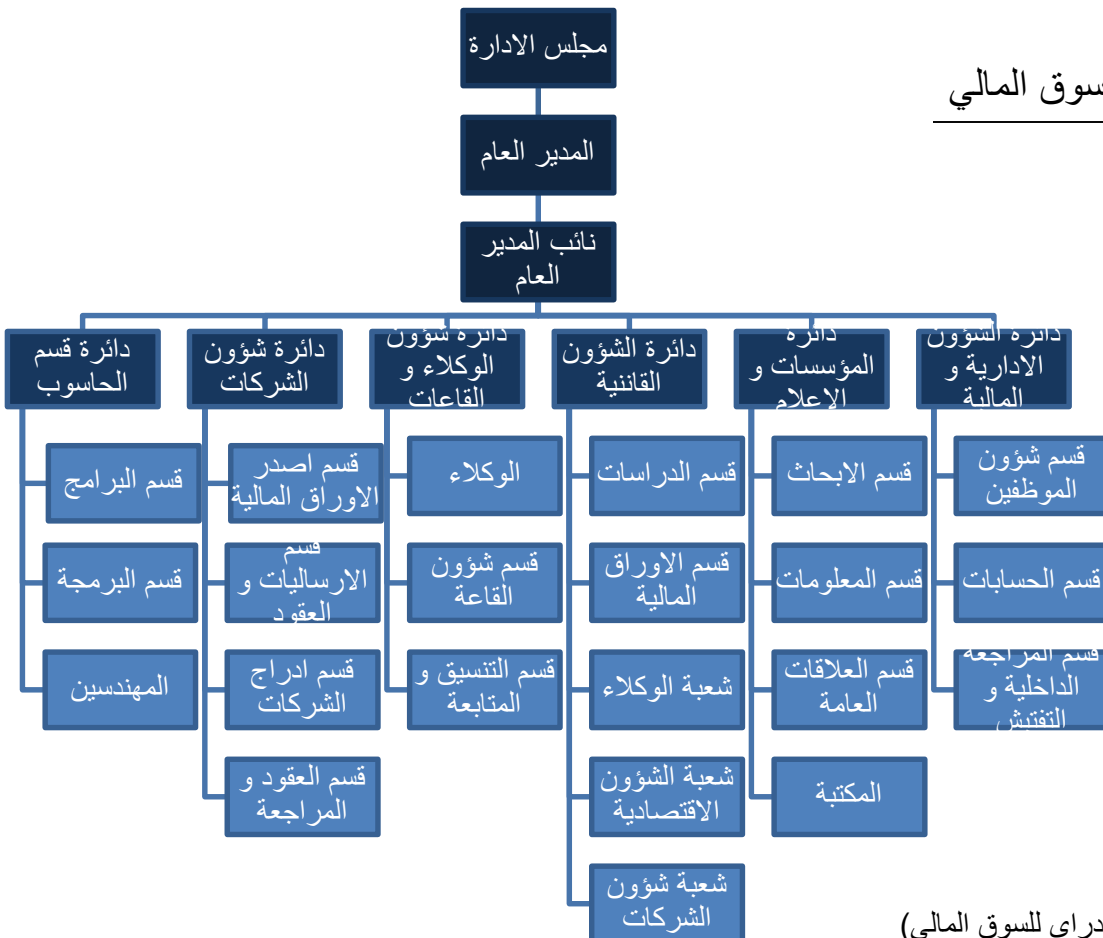 مجلس الادارة
سوق المالي
المدير العام
نائب المدير
العام
دائرة الشؤون
الادارية و
المالية
دائرة
المؤسسات و
الاعلام
دائرة الشؤون
القاننية
دائرة شؤون
الوكلاء و
القاعات
دائرة شؤون
الشركات
دائرة قسم
الحاسوب
قسم شؤون
الموظفين
قسم الحسابات
قسم المراجعة
الداخلية و
التفتيش
قسم الابحاث
قسم المعلومات
قسم العلاقات
العامة
المكتبة
قسم الدراسات
قسم الاوراق
المالية
شعبة الوكلاء
شعبة الشؤون
الاقتصادية
شعبة شؤون
الشركات
الوكلاء
قسم شؤون
القاعة
قسم التنسيق و
المتابعة
قسم اصدر
الاوراق المالية
قسم
الارساليات و
العقود
قسم ادراج
الشركات
قسم العقود و
المراجعة
قسم البرامج
قسم البرمجة
المهندسين
دراي للسوق المالي)